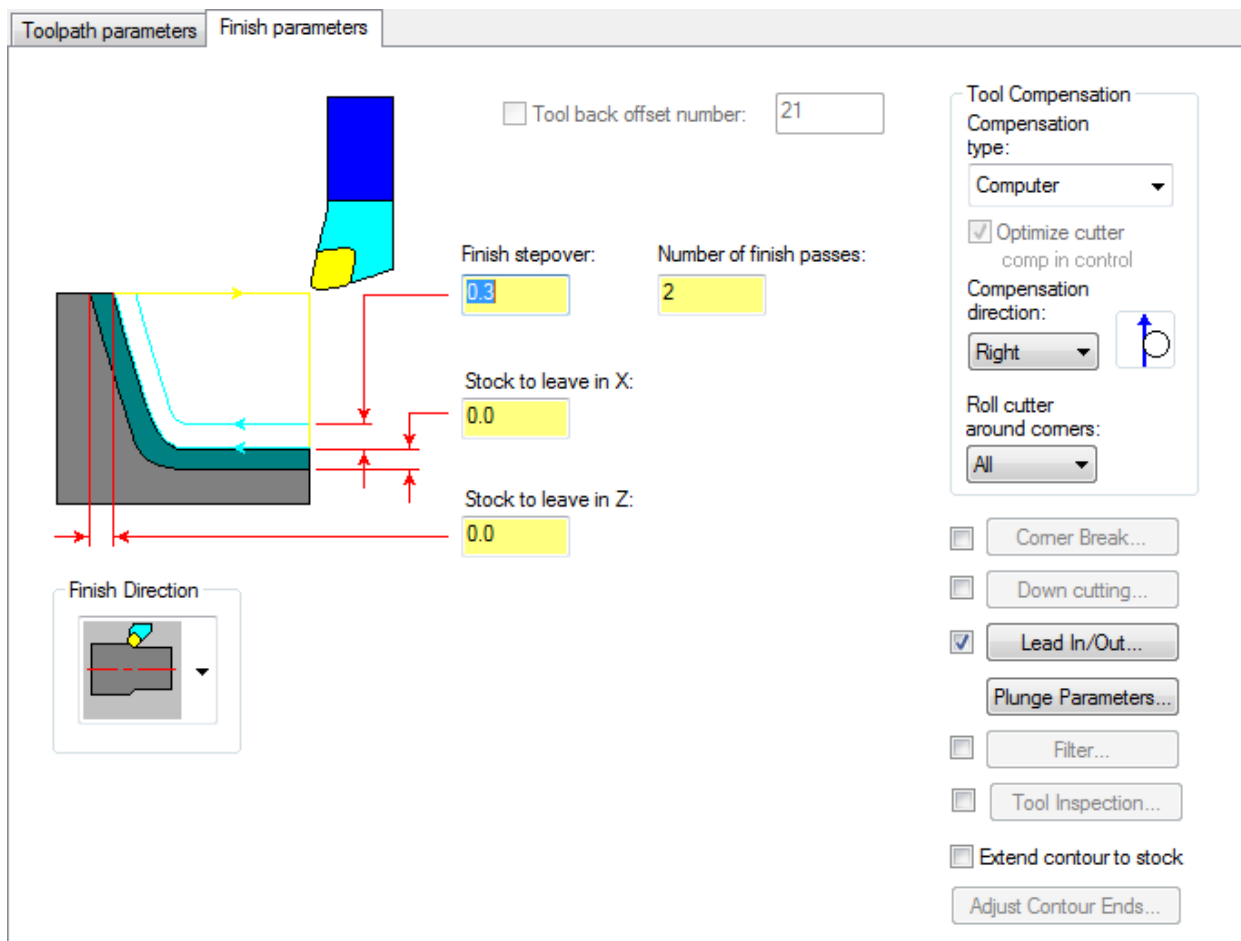 Toolpath parameters
Finish parameters
Tool back offset number:
21
Tool Compensation
Compensation
type:
Computer
Optimize cutter
comp in control
Compensation
direction:
Right
Roll cutter
around corners:
All
Finish stepover:
0.3
Number of finish passes:
2
Stock to leave in X:
0.0
Stock to leave in Z:
0.0
Finish Direction
Corner Break...
Down cutting...
Lead In/Out...
Plunge Parameters...
Filter...
Tool Inspection...
Extend contour to stock
Adjust Contour Ends...